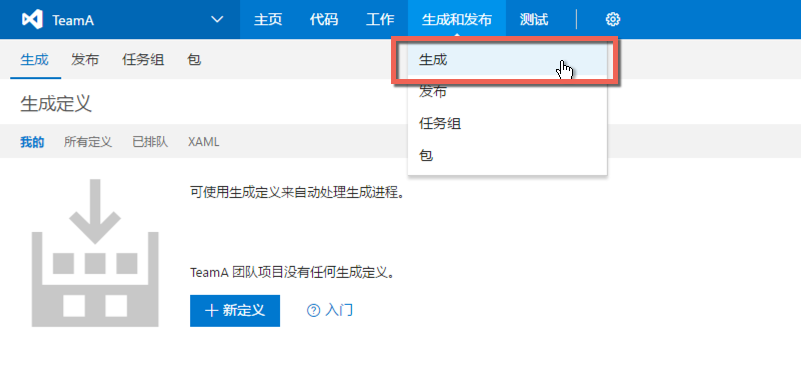 TeamA 主页 代码 工作 生成和发布 测试
生成 发布 任务组 包
生成
发布
任务组
包
生成定义
我的 所有定义 已排队 XAML
可使用生成定义来自动处理生成进程。
TeamA 团队项目没有任何生成定义。
新定义 入门